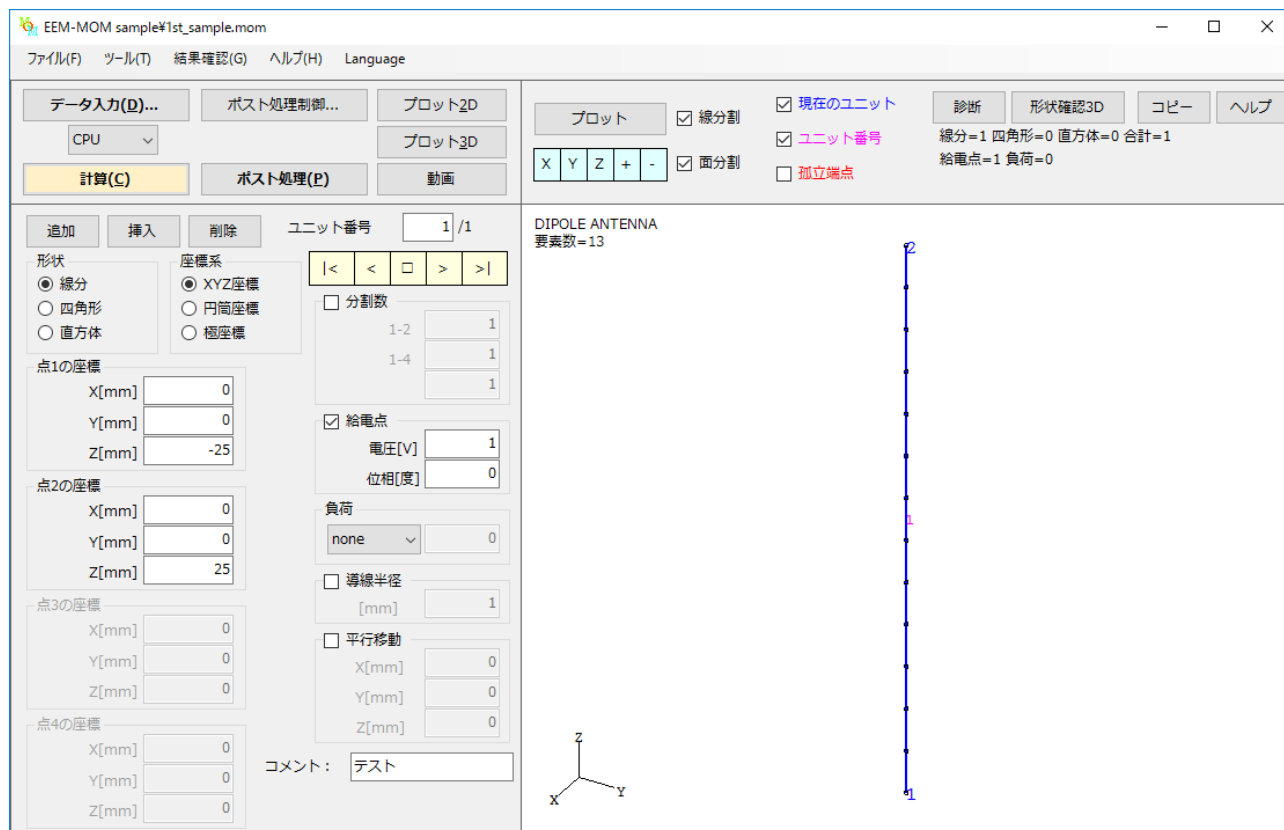 EEM-MOM sample¥1st_sample.mom
ファイル(F) ツール(T) 結果確認(G) ヘルプ(H) Language
データ入力(D)... ポスト処理制御... プロット2D
CPU プロット3D
計算(C) ポスト処理(P) 動画
プロット 線分割 現在のユニット 診断 形状確認3D コピー ヘルプ
X Y Z + - 面分割 ユニット番号 線分=1 四角形=0 直方体=0 合計=1
孤立端点 給電点=1 負荷=0
追加 挿入 削除 ユニット番号 1 /1
形状 座標系 |< < □ > >|
線分 XYZ座標
四角形 円筒座標
直方体 極座標
分割数
1-2 1
1-4 1
1
点1の座標
X[mm] 0
Y[mm] 0
Z[mm] -25
給電点
電圧[V] 1
位相[度] 0
点2の座標
X[mm] 0
Y[mm] 0
Z[mm] 25
負荷
none 0
導線半径
[mm] 1
点3の座標
X[mm] 0
Y[mm] 0
Z[mm] 0
平行移動
X[mm] 0
Y[mm] 0
Z[mm] 0
点4の座標
X[mm] 0
Y[mm] 0
Z[mm] 0
コメント： テスト
DIPOLE ANTENNA
要素数=13
2
1
1
Z
X
Y